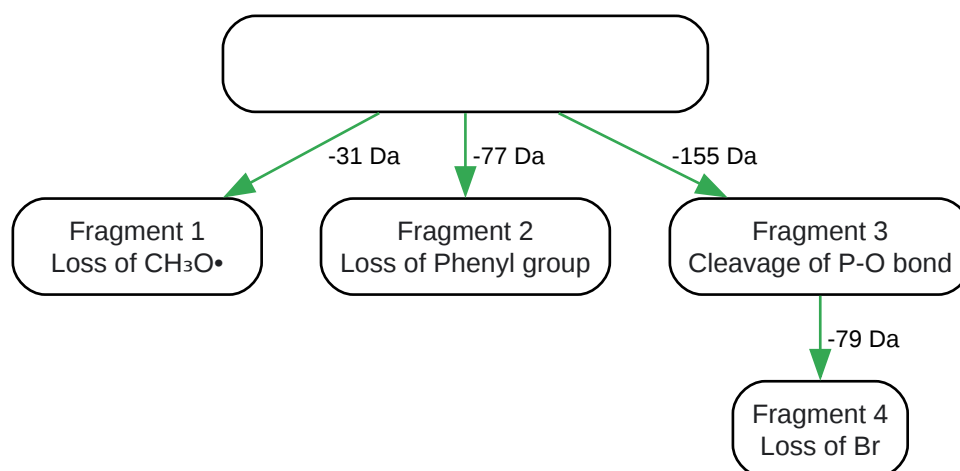 -31 Da
-77 Da
-155 Da
Fragment 1
Loss of CH₃O•
Fragment 2
Loss of Phenyl group
Fragment 3
Cleavage of P-O bond
-79 Da
Fragment 4
Loss of Br